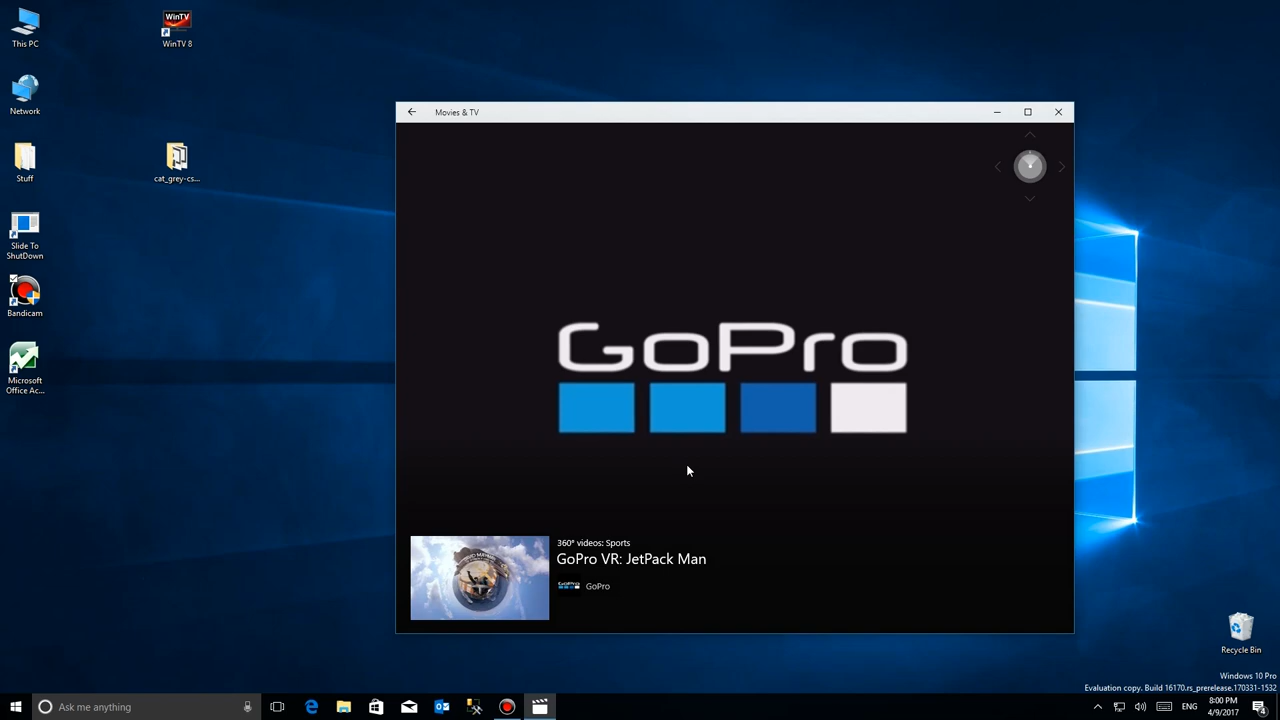 This PC
WinTV
WinTV 8
Network
Stuff
cat_grey-cs...
Slide To
ShutDown
Bandicam
Microsoft
Office Ac...
Movies & TV
GoPro
360° videos: Sports
GoPro VR: JetPack Man
GoPro
Recycle Bin
Windows 10 Pro
Evaluation copy. Build 16170.rs_prerelease.170331-1532
Ask me anything
ENG
8:00 PM
4/9/2017
4